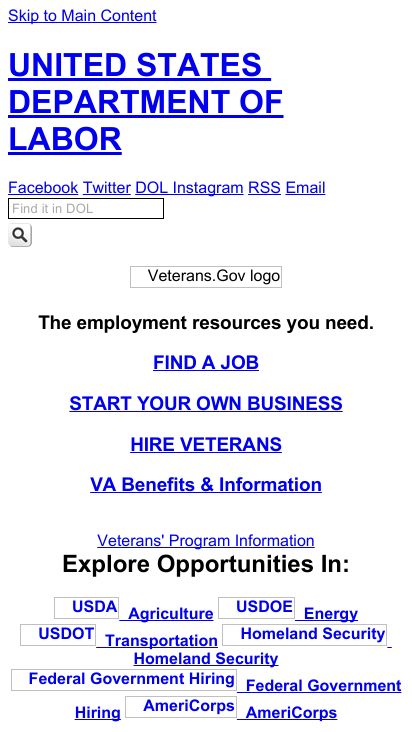 Skip to Main Content
UNITED STATES
DEPARTMENT OF
LABOR
Facebook Twitter DOL Instagram RSS Email
Find it in DOL
Veterans.Gov logo
The employment resources you need.
FIND A JOB
START YOUR OWN BUSINESS
HIRE VETERANS
VA Benefits & Information
Veterans' Program Information
Explore Opportunities In:
USDA Agriculture USDOE Energy
USDOT Transportation Homeland Security
Homeland Security
Federal Government Hiring Federal Government
Hiring AmeriCorps AmeriCorps